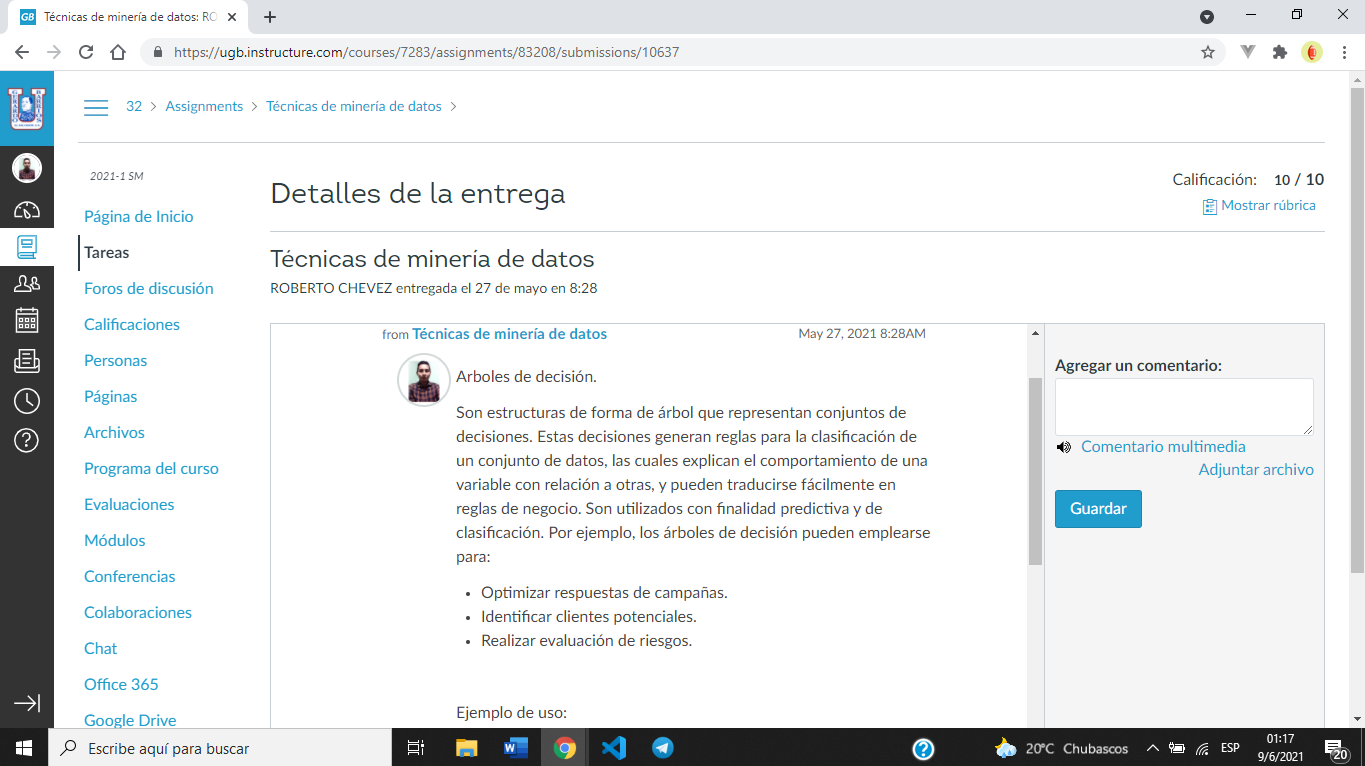 Técnicas de minería de datos: RO
https://ugb.instructure.com/courses/7283/assignments/83208/submissions/10637
32 > Assignments > Técnicas de minería de datos >
2021-1 SM
Página de Inicio
Tareas
Foros de discusión
Calificaciones
Personas
Páginas
Archivos
Programa del curso
Evaluaciones
Módulos
Conferencias
Colaboraciones
Chat
Office 365
Google Drive
Detalles de la entrega
Calificación: 10 / 10
Mostrar rúbrica
Técnicas de minería de datos
ROBERTO CHEVEZ entregada el 27 de mayo en 8:28
from Técnicas de minería de datos May 27, 2021 8:28AM
Arboles de decisión.
Son estructuras de forma de árbol que representan conjuntos de
decisiones. Estas decisiones generan reglas para la clasificación de
un conjunto de datos, las cuales explican el comportamiento de una
variable con relación a otras, y pueden traducirse fácilmente en
reglas de negocio. Son utilizados con finalidad predictiva y de
clasificación. Por ejemplo, los árboles de decisión pueden emplearse
para:
• Optimizar respuestas de campañas.
• Identificar clientes potenciales.
• Realizar evaluación de riesgos.
Ejemplo de uso:
Agregar un comentario:
Comentario multimedia
Adjuntar archivo
Guardar
Escribe aquí para buscar
20°C Chubascos
ESP
01:17
9/6/2021
20